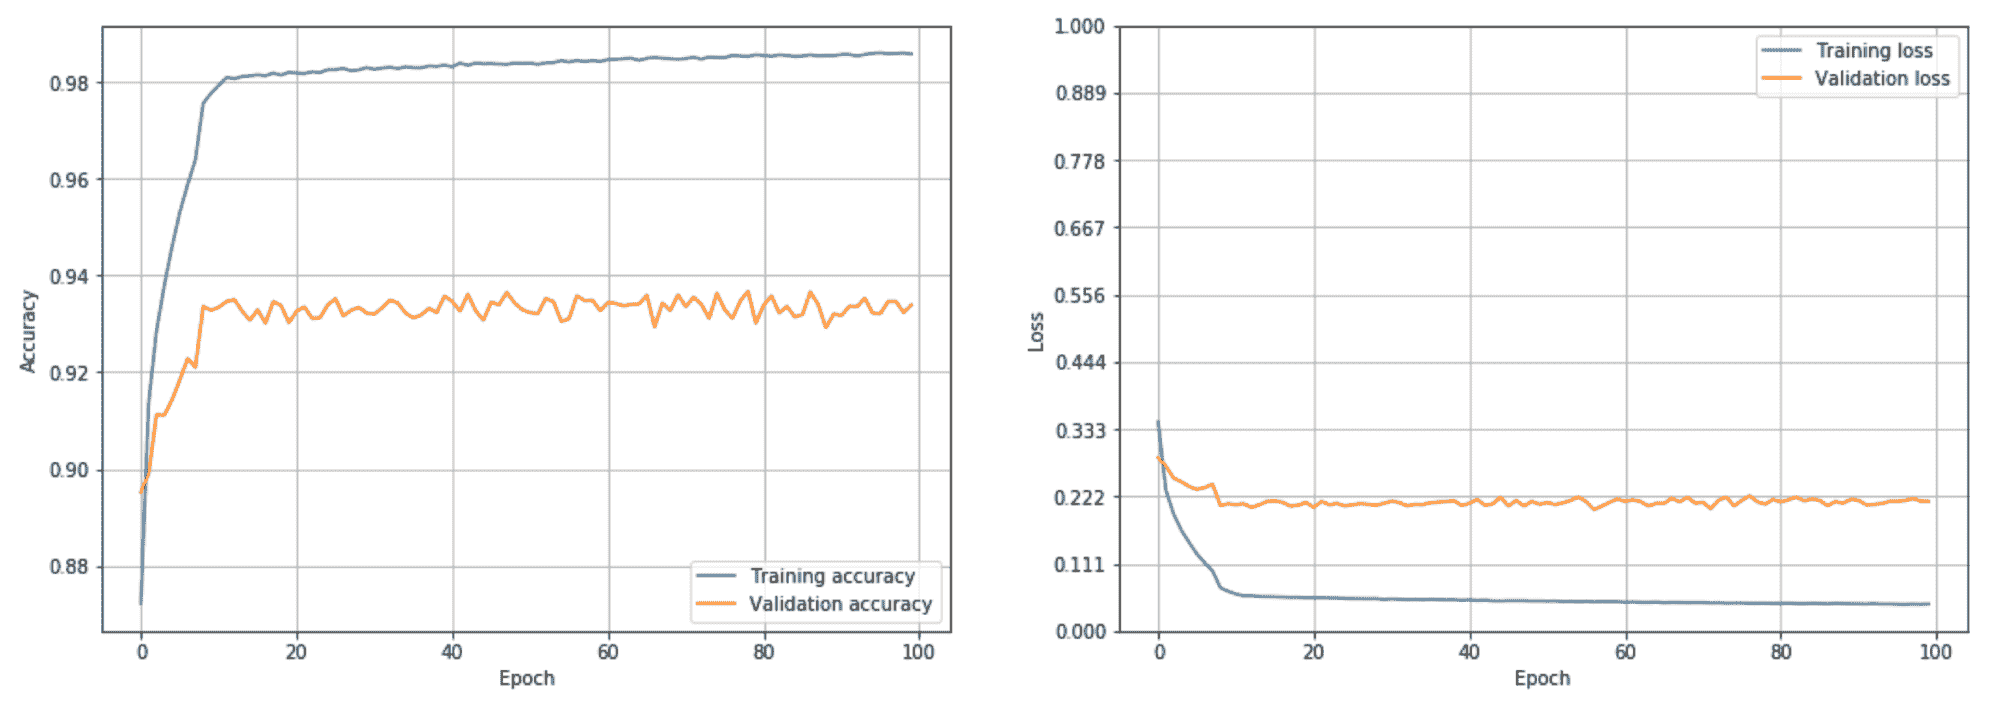 0.98
0.96
0.94
0.92
0.90
0.88
Accuracy
Training accuracy
Validation accuracy
0 20 40 60 80 100
Epoch
1.000
0.889
0.778
0.667
0.556
0.444
0.333
0.222
0.111
0.000
Loss
Training loss
Validation loss
0 20 40 60 80 100
Epoch